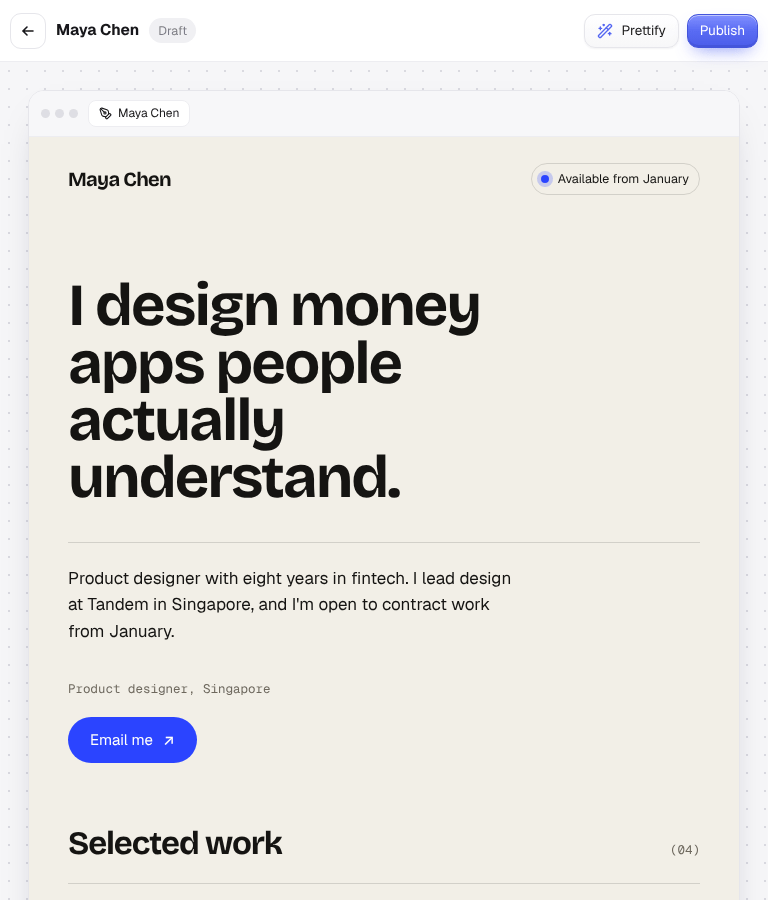 Maya Chen
Draft
Prettify
Publish
Maya Chen
Maya Chen
Available from January
I design money
apps people
actually
understand.
Product designer with eight years in fintech. I lead design
at Tandem in Singapore, and I'm open to contract work
from January.
Product designer, Singapore
Email me
Selected work
(04)